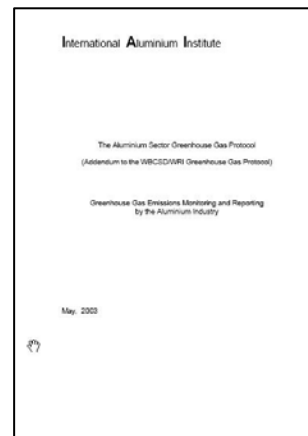 International Aluminium Institute
The Aluminium Sector Greenhouse Gas Protocol
(Addendum to the WBCSD/WRI Greenhouse Gas Protocol)
Greenhouse Gas Emissions Monitoring and Reporting
by the Aluminium Industry
May, 2003